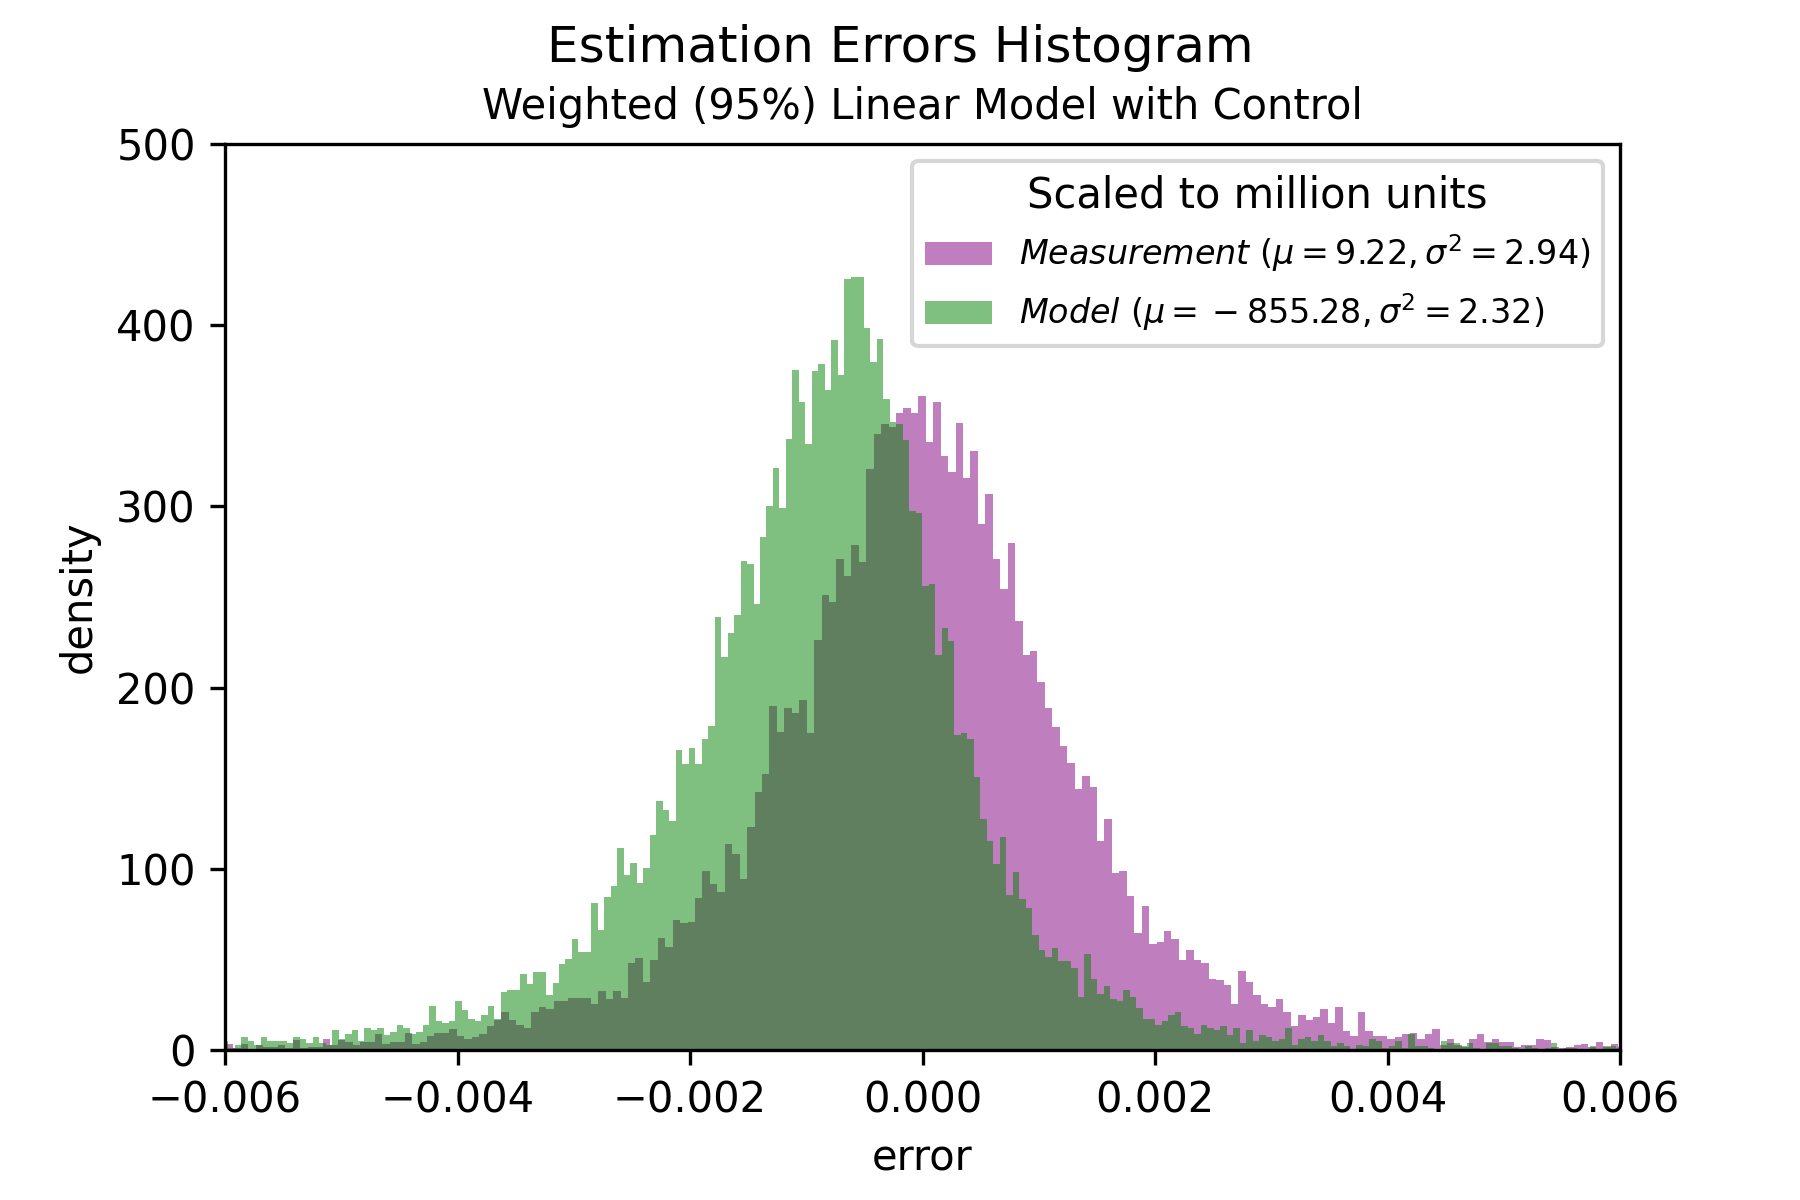 Estimation Errors Histogram
Weighted (95%) Linear Model with Control
500
400
300
200
100
0
density
Scaled to million units
Measurement (μ = 9.22, σ² = 2.94)
Model (μ = −855.28, σ² = 2.32)
−0.006 −0.004 −0.002 0.000 0.002 0.004 0.006
error